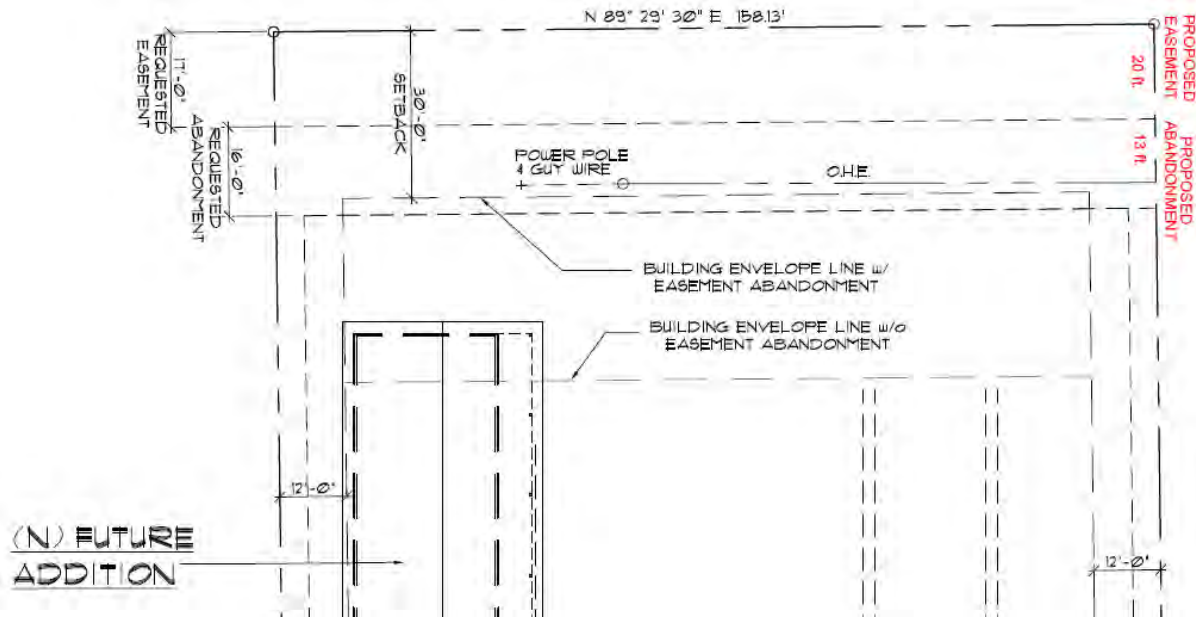 N 89° 29' 30" E 158.13'
17'-0"
REQUESTED
EASEMENT
16'-0"
REQUESTED
ABANDONMENT
30'-0"
SETBACK
PROPOSED
EASEMENT
20 ft.
PROPOSED
ABANDONMENT
13 ft.
POWER POLE
4 GUY WIRE
O.H.E.
BUILDING ENVELOPE LINE w/
EASEMENT ABANDONMENT
BUILDING ENVELOPE LINE w/o
EASEMENT ABANDONMENT
12'-0"
(N) FUTURE
ADDITION
12'-0"